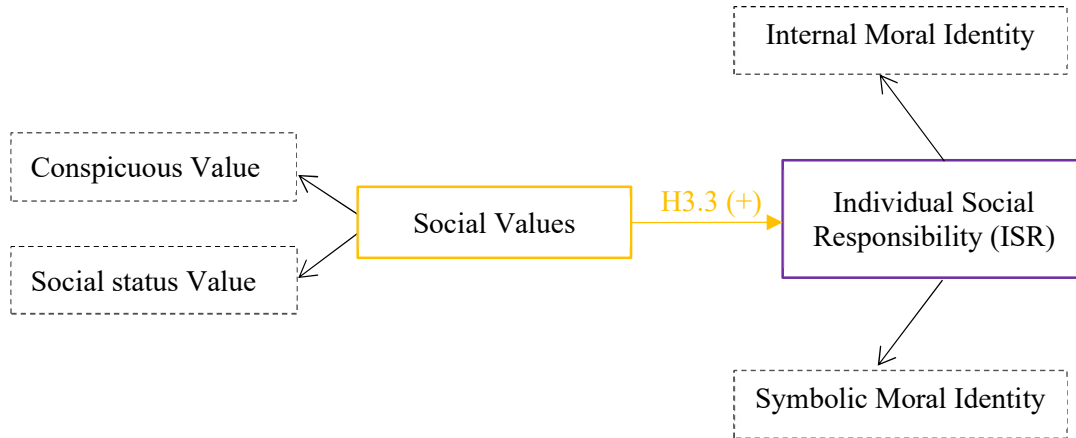 Internal Moral Identity
Conspicuous Value
Social Values
H3.3 (+)
Individual Social
Responsibility (ISR)
Social status Value
Symbolic Moral Identity